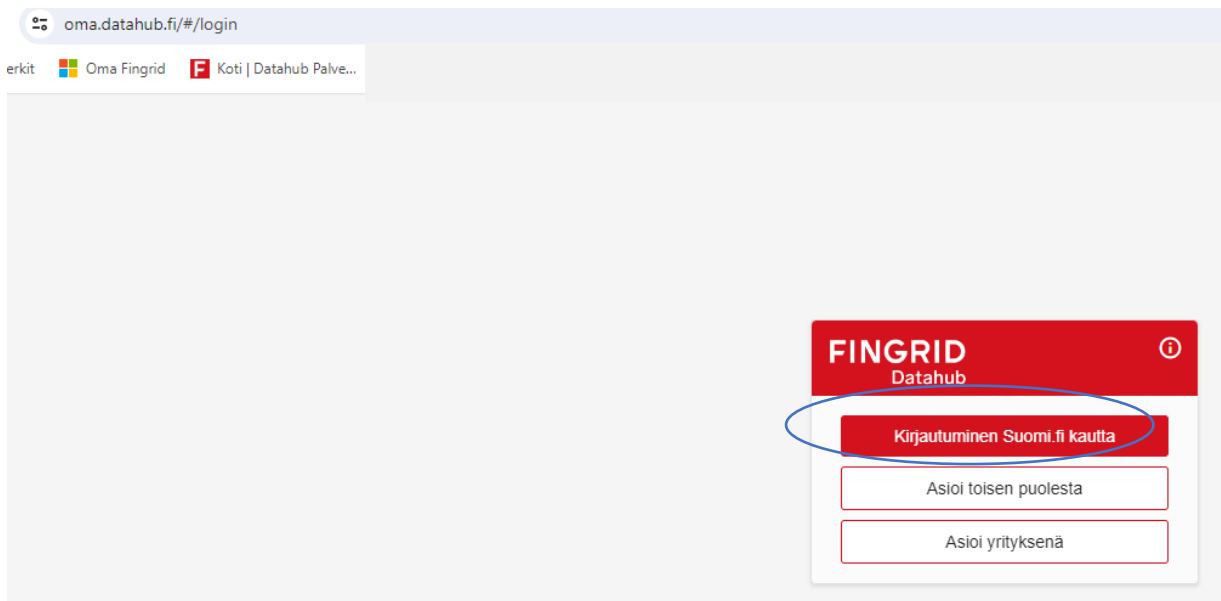 oma.datahub.fi/#/login
erkit Oma Fingrid F Koti | Datahub Palve...
FINGRID
Datahub
Kirjautuminen Suomi.fi kautta
Asioi toisen puolesta
Asioi yrityksenä